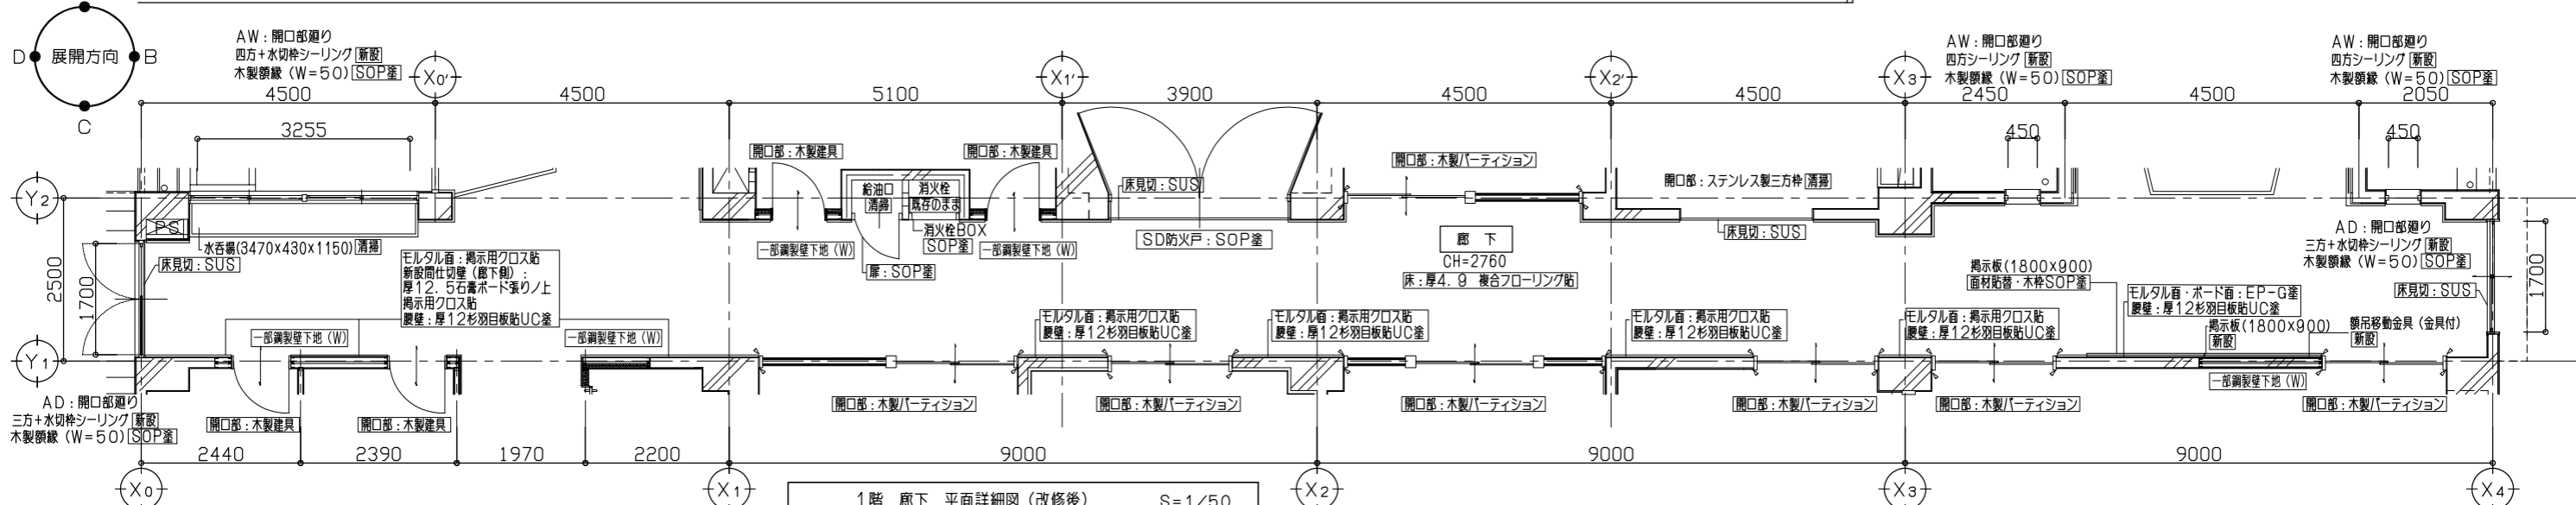 D 展開方向 B
C
AW：開口部廻り
四方+水切枠シーリング 新設
木製額縁（W=50）SOP塗
X0'
X1'
X2'
X3
AW：開口部廻り
四方シーリング 新設
木製額縁（W=50）SOP塗
AW：開口部廻り
四方シーリング 新設
木製額縁（W=50）SOP塗
4500
4500
5100
3900
4500
4500
2450
4500
2050
3255
450
450
開口部：木製建具
開口部：木製建具
開口部：木製パーティション
開口部：ステンレス製三方枠 清掃
Y2
給油口
清掃
消火栓
既存のまま
床見切：SUS
PS
水呑場(3470×430×1150) 清掃
消火栓BOX
SOP塗
SD防火戸：SOP塗
床見切：SUS
一部鋼製壁下地（W）
一部鋼製壁下地（W）
扉：SOP塗
床見切：SUS
廊 下
CH=2760
床：厚4.9 複合フローリング貼
AD：開口部廻り
三方+水切枠シーリング 新設
木製額縁（W=50）SOP塗
床見切：SUS
2500
1700
1700
モルタル面：掲示用クロス貼
新設間仕切壁（廊下側）：
厚12.5石膏ボード張リノ上
掲示用クロス貼
腰壁：厚12杉羽目板貼UC塗
掲示板(1800×900)
面材貼替・木枠SOP塗
モルタル面・ボード面：EP-G塗
腰壁：厚12杉羽目板貼UC塗
掲示板(1800×900)
新設
額吊移動金具（金具付）
新設
一部鋼製壁下地（W）
一部鋼製壁下地（W）
モルタル面：掲示用クロス貼
腰壁：厚12杉羽目板貼UC塗
モルタル面：掲示用クロス貼
腰壁：厚12杉羽目板貼UC塗
モルタル面：掲示用クロス貼
腰壁：厚12杉羽目板貼UC塗
モルタル面：掲示用クロス貼
腰壁：厚12杉羽目板貼UC塗
Y1
一部鋼製壁下地（W）
AD：開口部廻り
三方+水切枠シーリング 新設
木製額縁（W=50）SOP塗
開口部：木製建具
開口部：木製建具
開口部：木製パーティション
開口部：木製パーティション
開口部：木製パーティション
開口部：木製パーティション
開口部：木製パーティション
開口部：木製パーティション
2440
2390
1970
2200
9000
9000
9000
X0
X1
X2
X3
X4
1階 廊下 平面詳細図（改修後） S=1/50